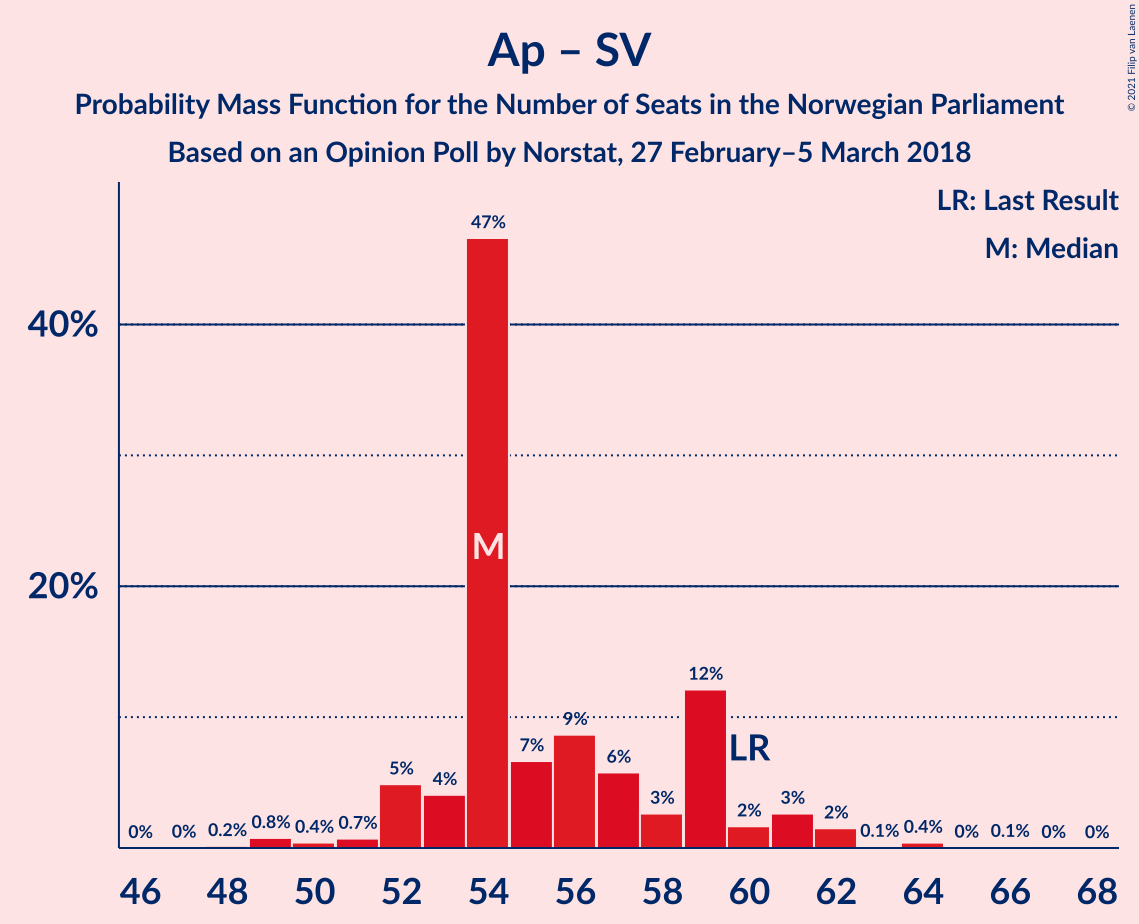 Ap – SV
Probability Mass Function for the Number of Seats in the Norwegian Parliament
Based on an Opinion Poll by Norstat, 27 February–5 March 2018
© 2021 Filip van Laenen
LR: Last Result
M: Median
40%
20%
0% 0% 0.2% 0.8% 0.4% 0.7% 5% 4% 47% 7% 9% 6% 3% 12% 2% 3% 2% 0.1% 0.4% 0% 0.1% 0% 0%
M
LR
46 48 50 52 54 56 58 60 62 64 66 68